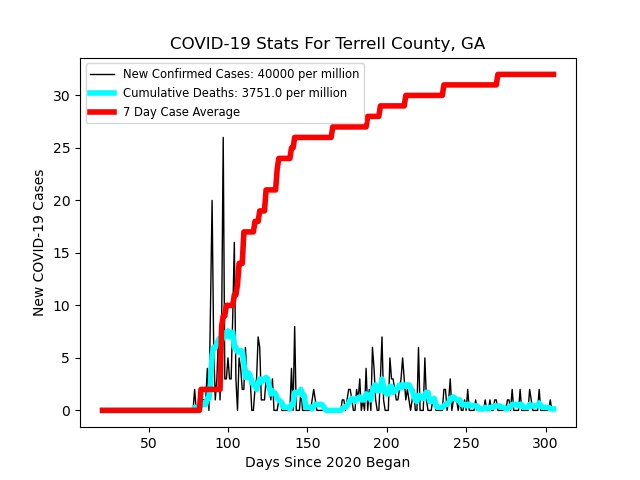 COVID-19 Stats For Terrell County, GA
New Confirmed Cases: 40000 per million
Cumulative Deaths: 3751.0 per million
7 Day Case Average
New COVID-19 Cases
30
25
20
15
10
5
0
50
100
150
200
250
300
Days Since 2020 Began